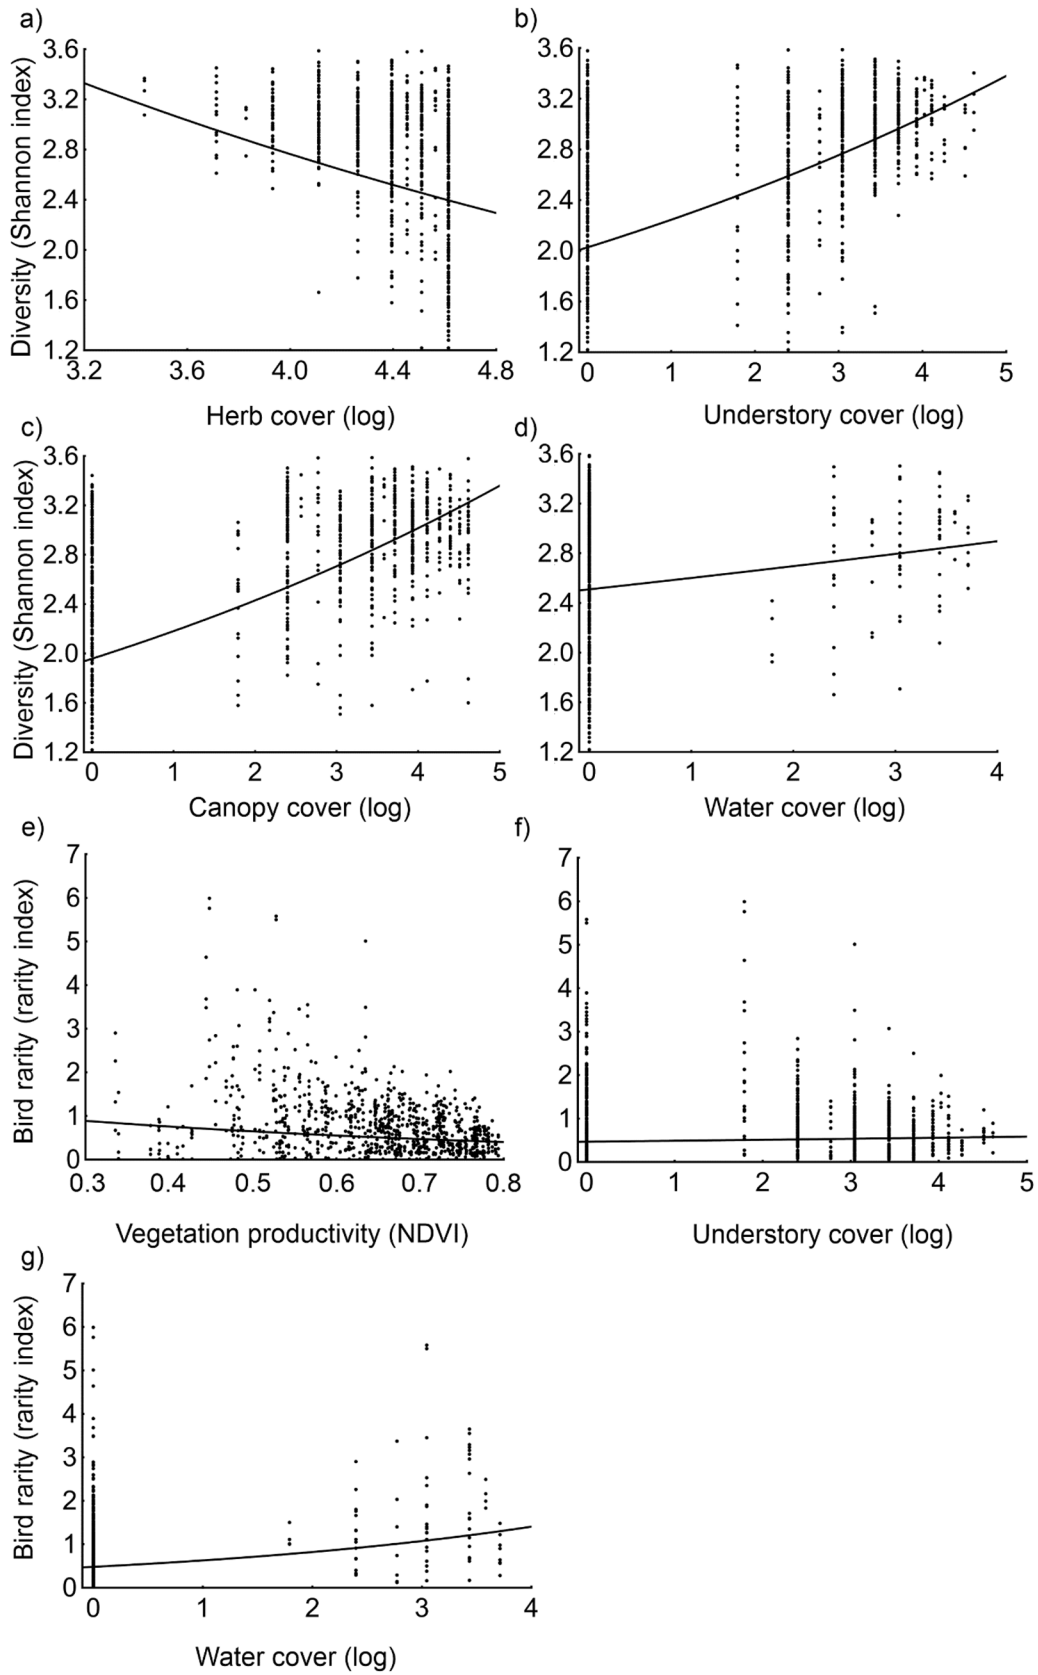 a)
Diversity (Shannon index)
3.6
3.2
2.8
2.4
2.0
1.6
1.2
3.2 3.6 4.0 4.4 4.8
Herb cover (log)
b)
3.6
3.2
2.8
2.4
2.0
1.6
1.2
0 1 2 3 4 5
Understory cover (log)
c)
Diversity (Shannon index)
3.6
3.2
2.8
2.4
2.0
1.6
1.2
0 1 2 3 4 5
Canopy cover (log)
d)
3.6
3.2
2.8
2.4
2.0
1.6
1.2
0 1 2 3 4
Water cover (log)
e)
Bird rarity (rarity index)
7
6
5
4
3
2
1
0
0.3 0.4 0.5 0.6 0.7 0.8
Vegetation productivity (NDVI)
f)
7
6
5
4
3
2
1
0
0 1 2 3 4 5
Understory cover (log)
g)
Bird rarity (rarity index)
7
6
5
4
3
2
1
0
0 1 2 3 4
Water cover (log)